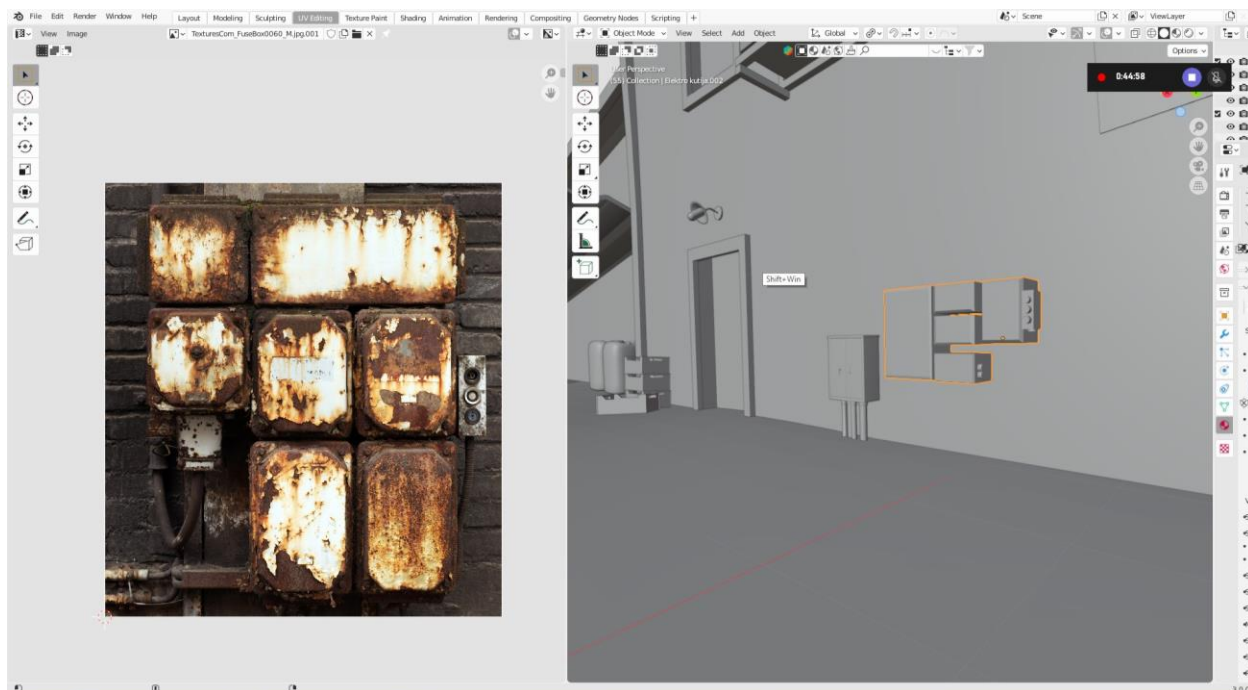 File Edit Render Window Help Layout Modeling Sculpting UV Editing Texture Paint Shading Animation Rendering Compositing Geometry Nodes Scripting + Scene ViewLayer
View Image TexturesCom_FuseBox0060_M.jpg.001 Object Mode View Select Add Object Global
Options
User Perspective
(55) Collection | Elektro kutija.002
0:44:58
Shift+Win